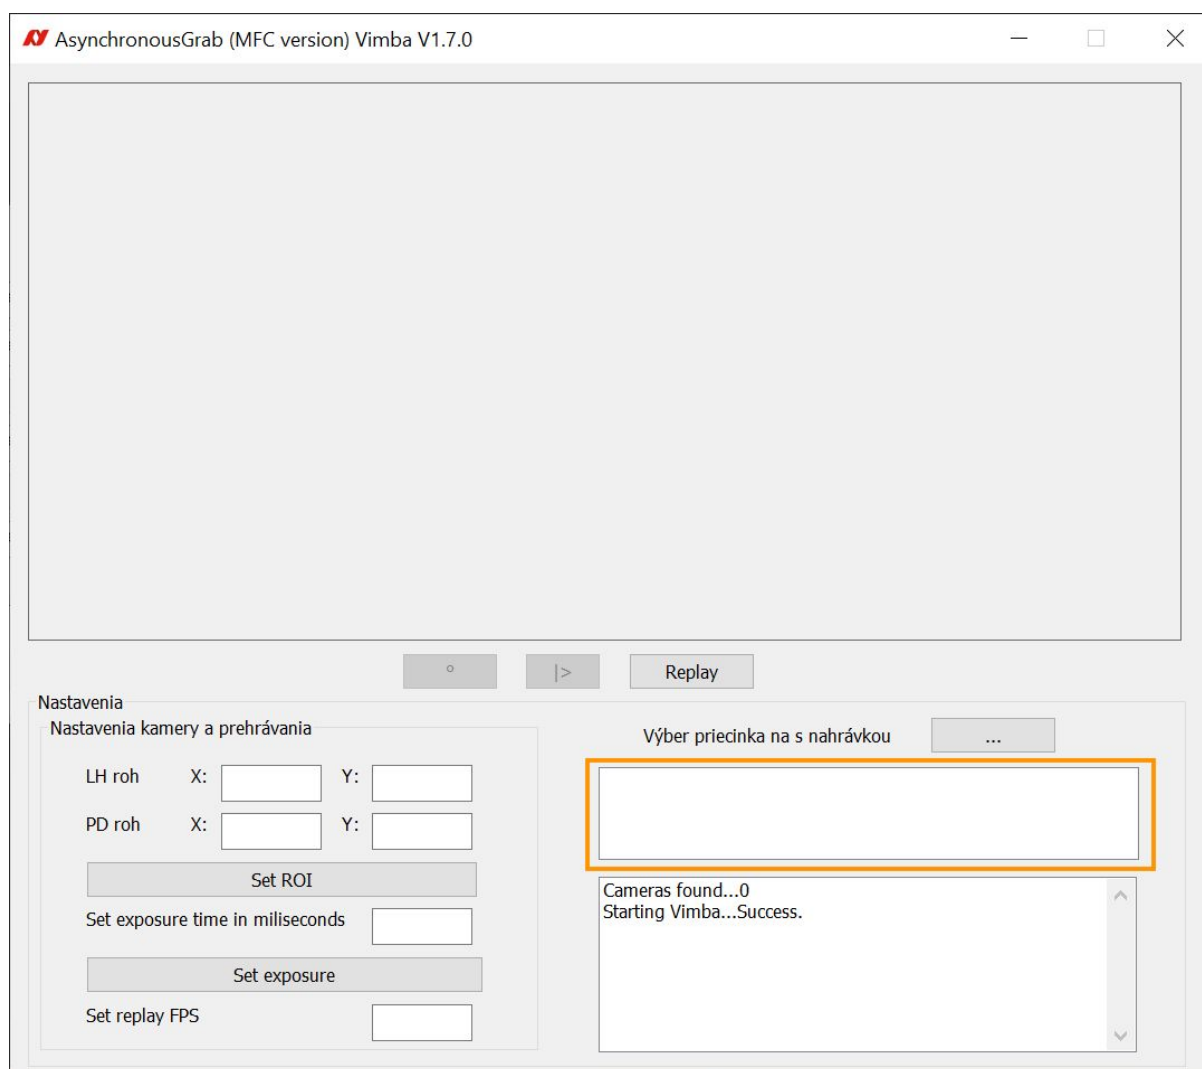 AsynchronousGrab (MFC version) Vimba V1.7.0
° |> Replay
Nastavenia
Nastavenia kamery a prehrávania
LH roh X: Y:
PD roh X: Y:
Set ROI
Set exposure time in miliseconds
Set exposure
Set replay FPS
Výber priecinka na s nahrávkou ...
Cameras found...0
Starting Vimba...Success.